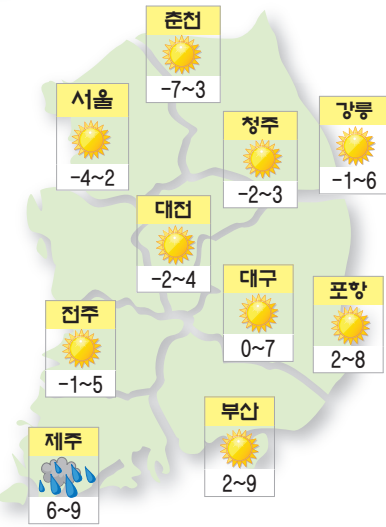 춘천
-7~3
서울
-4~2
청주
-2~3
강릉
-1~6
대전
-2~4
대구
0~7
포항
2~8
전주
-1~5
부산
2~9
제주
6~9